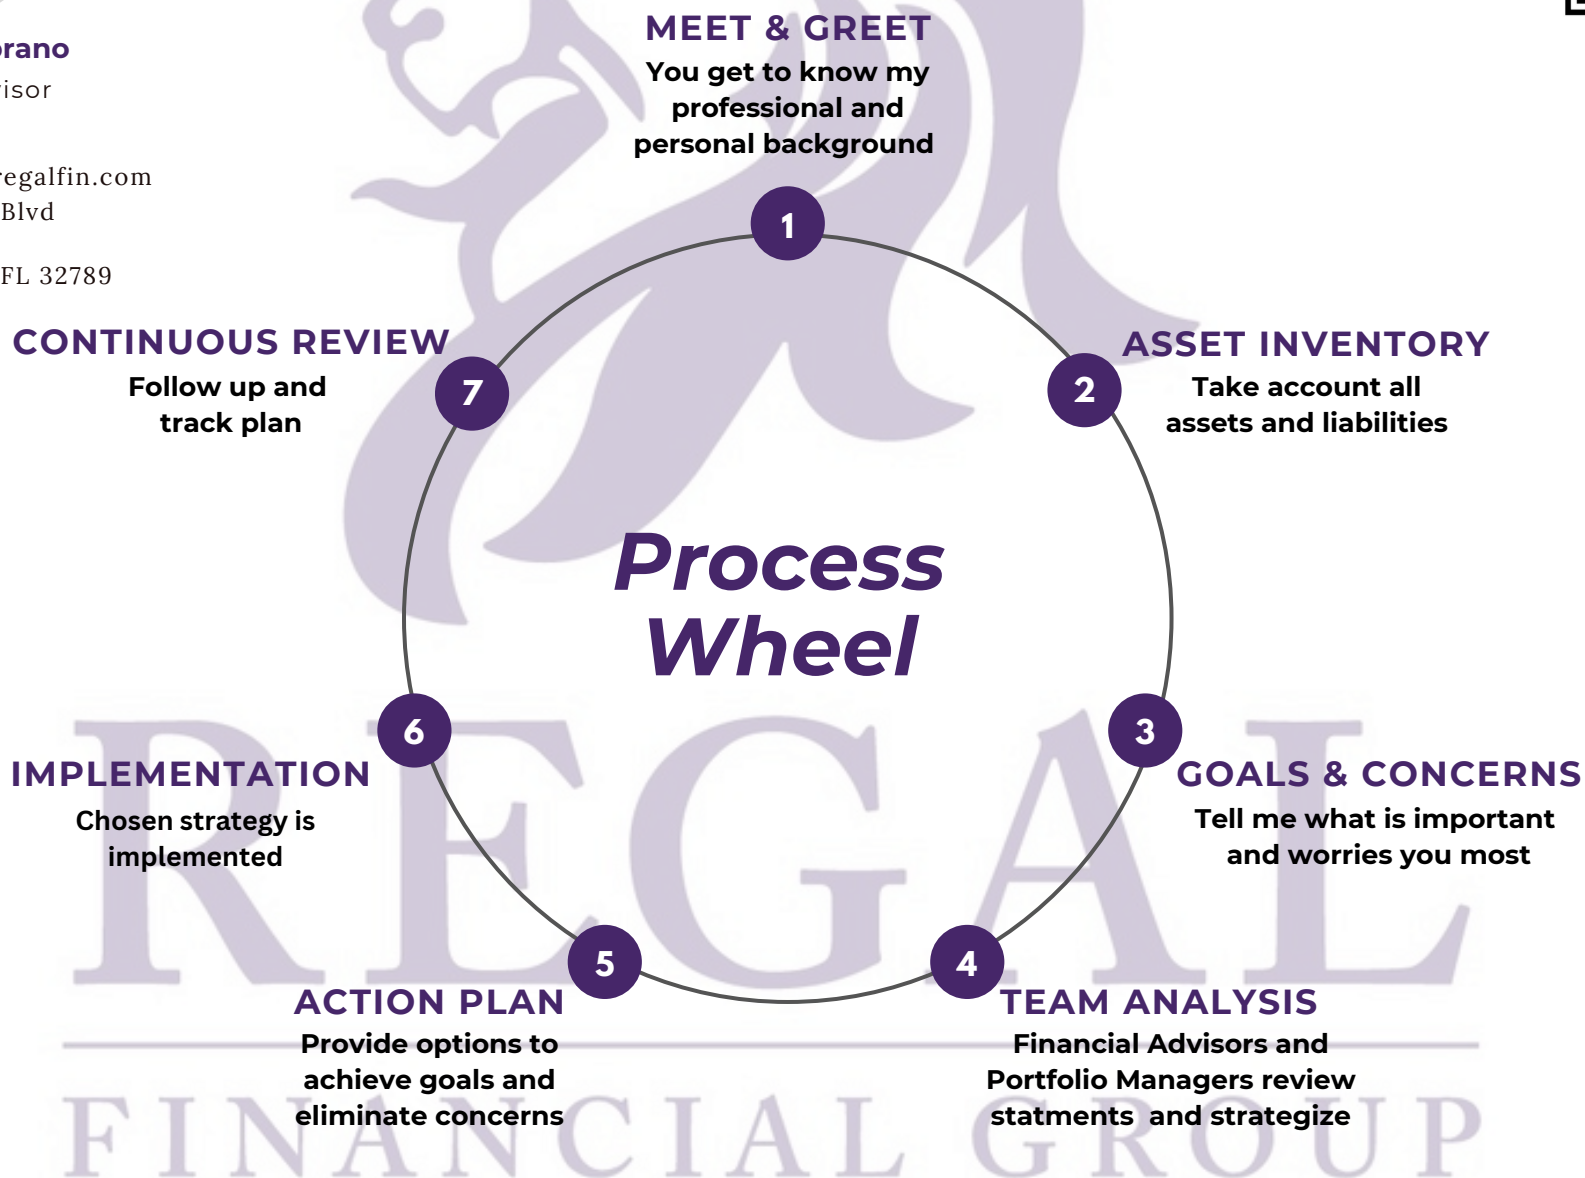 MEET & GREET
You get to know my
professional and
personal background
brano
visor
regalfin.com
Blvd
FL 32789
1
CONTINUOUS REVIEW
Follow up and
track plan
7
2
ASSET INVENTORY
Take account all
assets and liabilities
Process
Wheel
6
IMPLEMENTATION
Chosen strategy is
implemented
3
GOALS & CONCERNS
Tell me what is important
and worries you most
5
ACTION PLAN
Provide options to
achieve goals and
eliminate concerns
4
TEAM ANALYSIS
Financial Advisors and
Portfolio Managers review
statments and strategize
REGAL
FINANCIAL GROUP